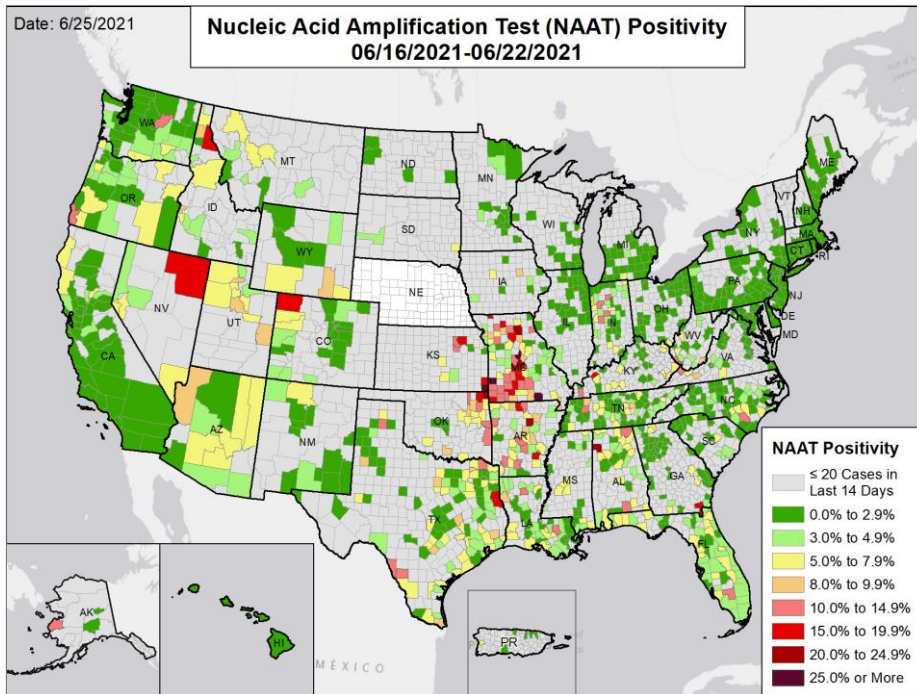 Date: 6/25/2021
Nucleic Acid Amplification Test (NAAT) Positivity
06/16/2021-06/22/2021
WA
MT
ND
MN
ME
OR
ID
WY
SD
WI
MI
VT
NH
NY
MA
CT
RI
NV
UT
CO
NE
IA
IL
IN
OH
PA
NJ
DE
MD
WV
VA
CA
AZ
NM
KS
MO
KY
OK
AR
TN
NC
SC
TX
LA
MS
AL
GA
FL
AK
HI
PR
MÉXICO
NAAT Positivity
≤ 20 Cases in
Last 14 Days
0.0% to 2.9%
3.0% to 4.9%
5.0% to 7.9%
8.0% to 9.9%
10.0% to 14.9%
15.0% to 19.9%
20.0% to 24.9%
25.0% or More